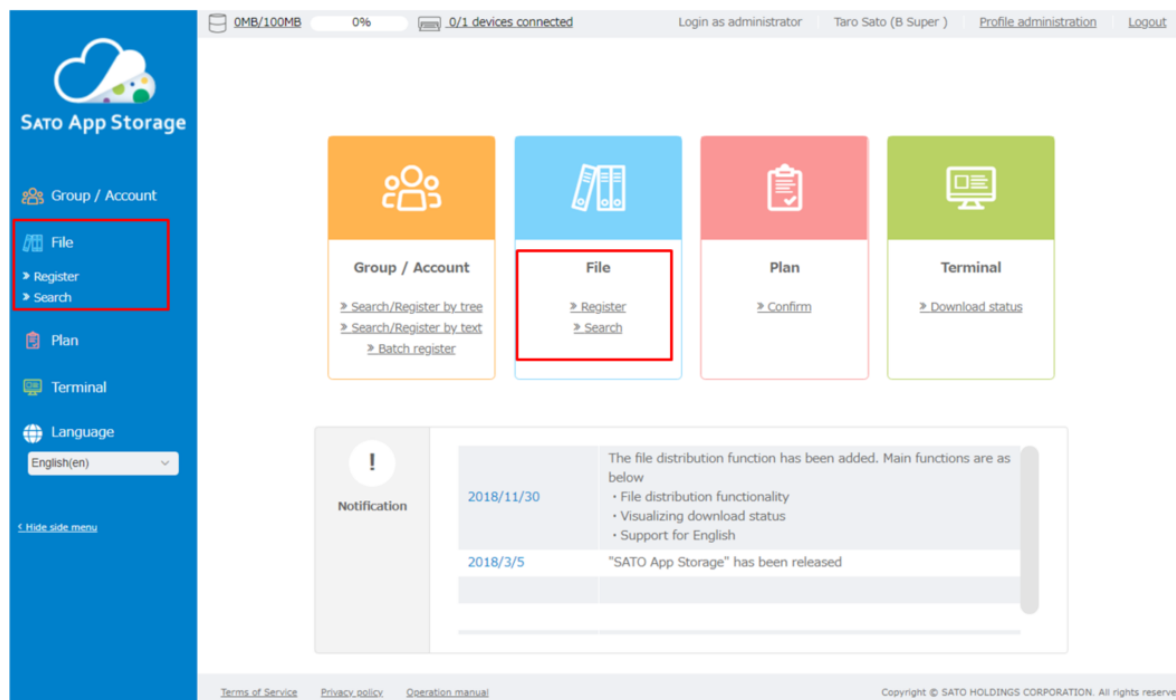 0MB/100MB 0% 0/1 devices connected Login as administrator Taro Sato (B Super ) Profile administration Logout
SATO App Storage
Group / Account
File
» Register
» Search
Plan
Terminal
Language
English(en)
< Hide side menu
Group / Account
» Search/Register by tree
» Search/Register by text
» Batch register
File
» Register
» Search
Plan
» Confirm
Terminal
» Download status
!
Notification
2018/11/30
The file distribution function has been added. Main functions are as
below
・File distribution functionality
・Visualizing download status
・Support for English
2018/3/5 "SATO App Storage" has been released
Terms of Service Privacy policy Operation manual Copyright © SATO HOLDINGS CORPORATION. All rights reserve